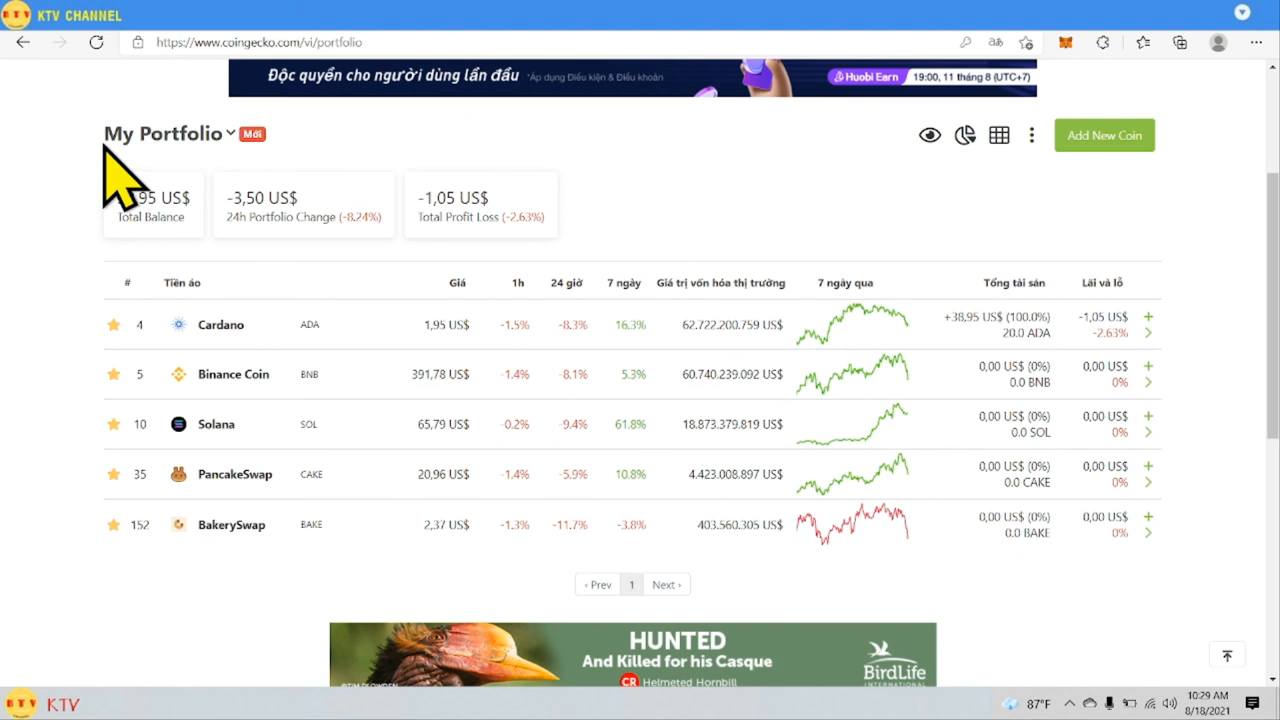 KTV KTV CHANNEL
https://www.coingecko.com/vi/portfolio
Độc quyền cho người dùng lần đầu *Áp dụng Điều kiện & Điều khoản Huobi Earn 19:00, 11 tháng 8 (UTC+7)
My Portfolio Mới Add New Coin
95 US$ -3,50 US$ -1,05 US$
Total Balance 24h Portfolio Change (-8.24%) Total Profit Loss (-2.63%)
# Tiền ảo Giá 1h 24 giờ 7 ngày Giá trị vốn hóa thị trường 7 ngày qua Tổng tài sản Lãi và lỗ
+38,95 US$ (100.0%) -1,05 US$ +
4 Cardano ADA 1,95 US$ -1.5% -8.3% 16.3% 62.722.200.759 US$
20.0 ADA -2.63%
0,00 US$ (0%) 0,00 US$ +
5 Binance Coin BNB 391,78 US$ -1.4% -8.1% 5.3% 60.740.239.092 US$
0.0 BNB 0%
0,00 US$ (0%) 0,00 US$ +
10 Solana SOL 65,79 US$ -0.2% -9.4% 61.8% 18.873.379.819 US$
0.0 SOL 0%
0,00 US$ (0%) 0,00 US$ +
35 PancakeSwap CAKE 20,96 US$ -1.4% -5.9% 10.8% 4.423.008.897 US$
0.0 CAKE 0%
0,00 US$ (0%) 0,00 US$ +
152 BakerySwap BAKE 2,37 US$ -1.3% -11.7% -3.8% 403.560.305 US$
0.0 BAKE 0%
‹ Prev 1 Next ›
HUNTED
And Killed for his Casque
CR Helmeted Hornbill
BirdLife
INTERNATIONAL
KTV KTV 87°F 10:29 AM
8/18/2021